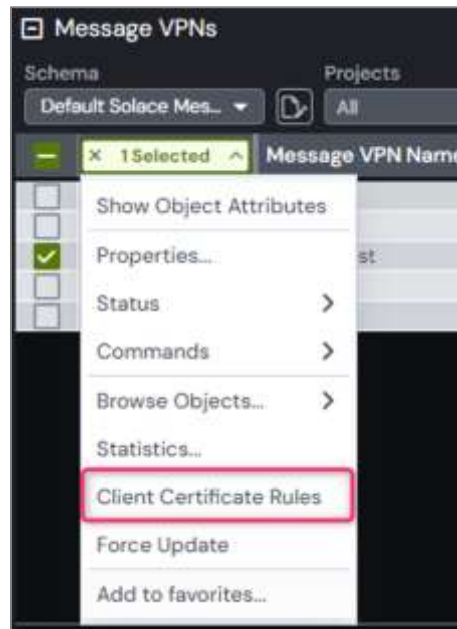 Message VPNs
Schema Projects
Default Solace Mes... All
1 Selected Message VPN Name
Show Object Attributes
Properties... st
Status
Commands
Browse Objects...
Statistics...
Client Certificate Rules
Force Update
Add to favorites...